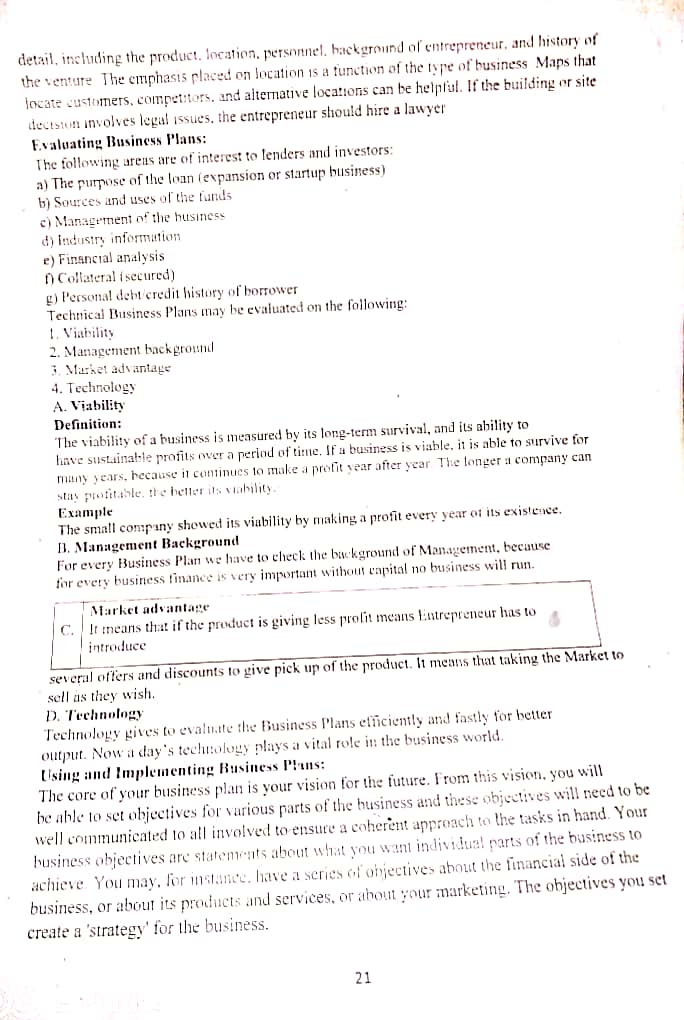 detail, including the product, location, personnel, background of entrepreneur, and history of
the venture The emphasis placed on location is a function of the type of business Maps that
locate customers, competitors, and alternative locations can be helpful. If the building or site
decision involves legal issues, the entrepreneur should hire a lawyer
Evaluating Business Plans:
The following areas are of interest to lenders and investors:
a) The purpose of the loan (expansion or startup business)
b) Sources and uses of the funds
c) Management of the business
d) Industry information
e) Financial analysis
f) Collateral (secured)
g) Personal debt/credit history of borrower
Technical Business Plans may be evaluated on the following:
1. Viability
2. Management background
3. Market advantage
4. Technology
A. Viability
Definition:
The viability of a business is measured by its long-term survival, and its ability to
have sustainable profits over a period of time. If a business is viable, it is able to survive for
many years, because it continues to make a profit year after year. The longer a company can
stay profitable, the better its viability.
Example
The small company showed its viability by making a profit every year of its existence.
B. Management Background
For every Business Plan we have to check the background of Management, because
for every business finance is very important without capital no business will run.
Market advantage
C. It means that if the product is giving less profit means Entrepreneur has to
introduce
several offers and discounts to give pick up of the product. It means that taking the Market to
sell as they wish.
D. Technology
Technology gives to evaluate the Business Plans efficiently and fastly for better
output. Now a day's technology plays a vital role in the business world.
Using and Implementing Business Plans:
The core of your business plan is your vision for the future. From this vision, you will
be able to set objectives for various parts of the business and these objectives will need to be
well communicated to all involved to ensure a coherent approach to the tasks in hand. Your
business objectives are statements about what you want individual parts of the business to
achieve. You may, for instance, have a series of objectives about the financial side of the
business, or about its products and services, or about your marketing. The objectives you set
create a 'strategy' for the business.
21